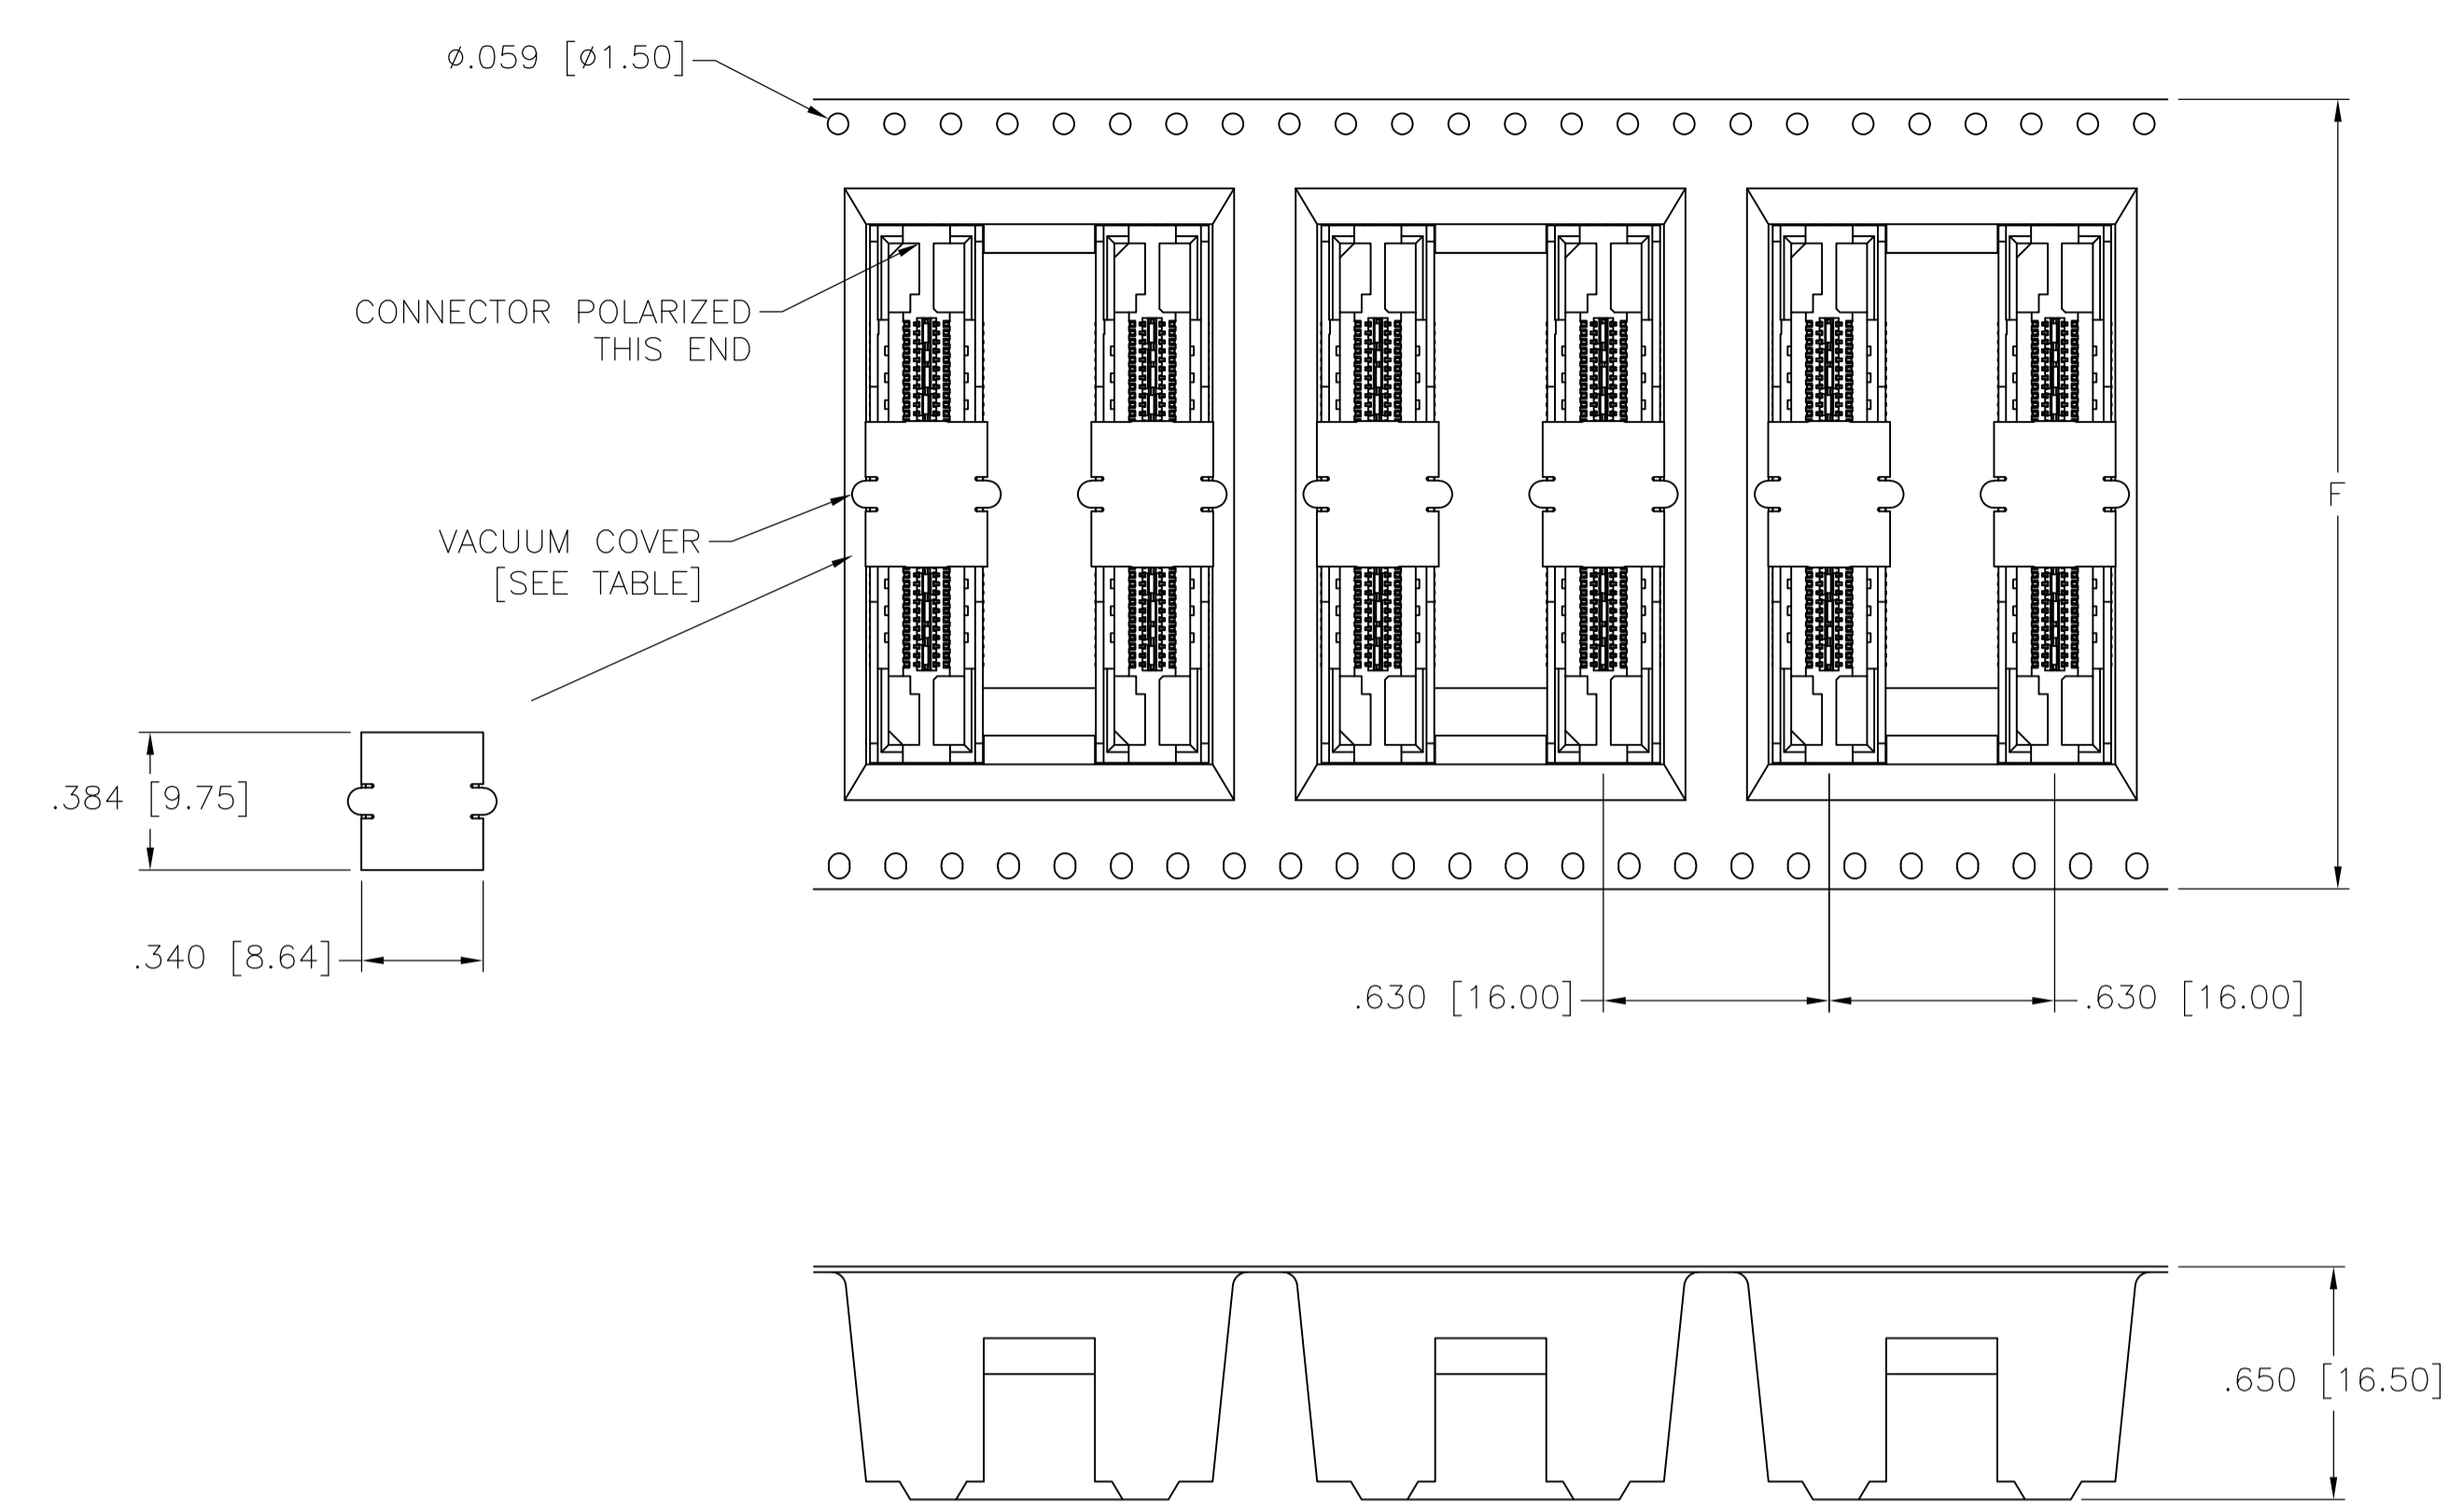 ø.059 [ø1.50]
CONNECTOR POLARIZED
THIS END
F
VACUUM COVER
[SEE TABLE]
.384 [9.75]
.340 [8.64]
.630 [16.00]
.630 [16.00]
.650 [16.50]